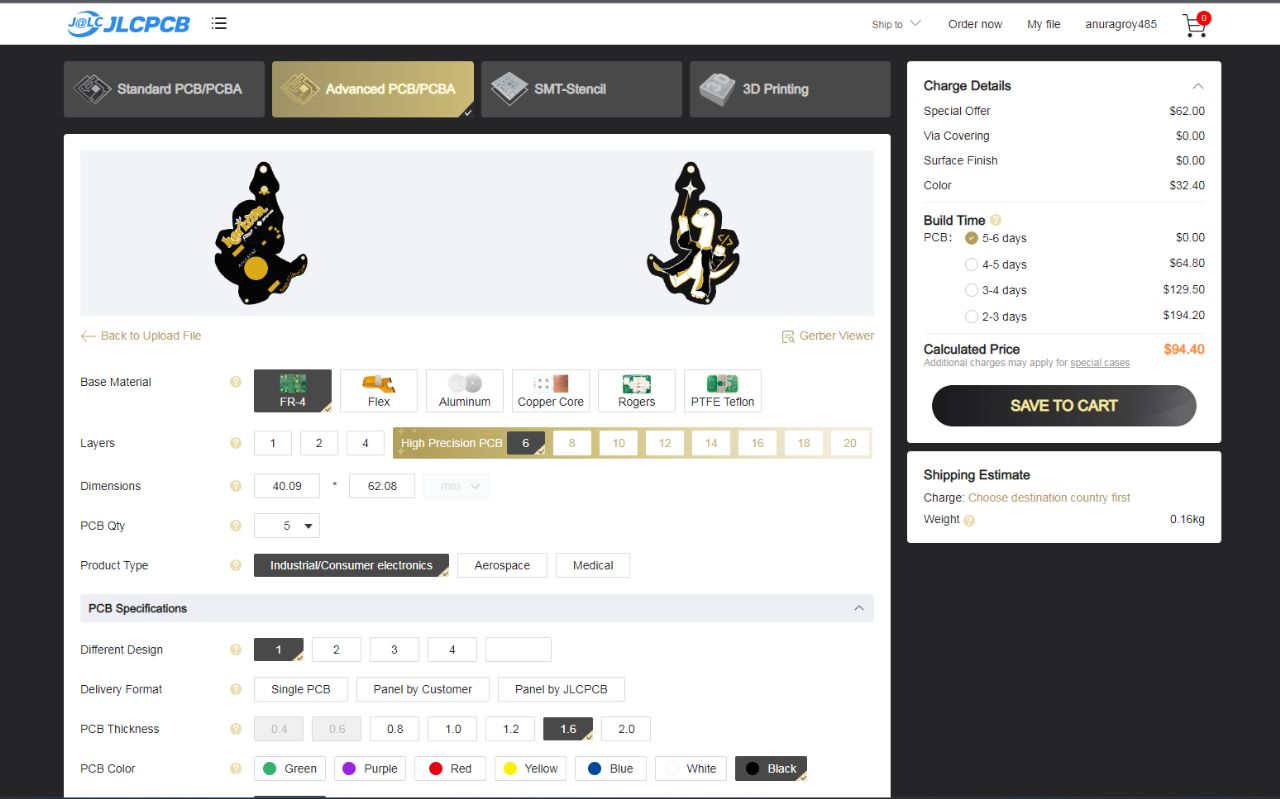 J@LC JLCPCB
Ship to
Order now
My file
anuragroy485
0
Standard PCB/PCBA
Advanced PCB/PCBA
SMT-Stencil
3D Printing
</>
Back to Upload File
Gerber Viewer
Base Material ?
FR-4
Flex
Aluminum
Copper Core
Rogers
PTFE Teflon
Layers ? 1 2 4 High Precision PCB 6 8 10 12 14 16 18 20
Dimensions ? 40.09 * 62.08 mm
PCB Qty ? 5
Product Type ? Industrial/Consumer electronics Aerospace Medical
PCB Specifications
Different Design ? 1 2 3 4
Delivery Format ? Single PCB Panel by Customer Panel by JLCPCB
PCB Thickness ? 0.4 0.6 0.8 1.0 1.2 1.6 2.0
PCB Color ? Green Purple Red Yellow Blue White Black
Charge Details
Special Offer $62.00
Via Covering $0.00
Surface Finish $0.00
Color $32.40
Build Time ?
PCB: 5-6 days $0.00
4-5 days $64.80
3-4 days $129.50
2-3 days $194.20
Calculated Price $94.40
Additional charges may apply for special cases
SAVE TO CART
Shipping Estimate
Charge: Choose destination country first
Weight ? 0.16kg